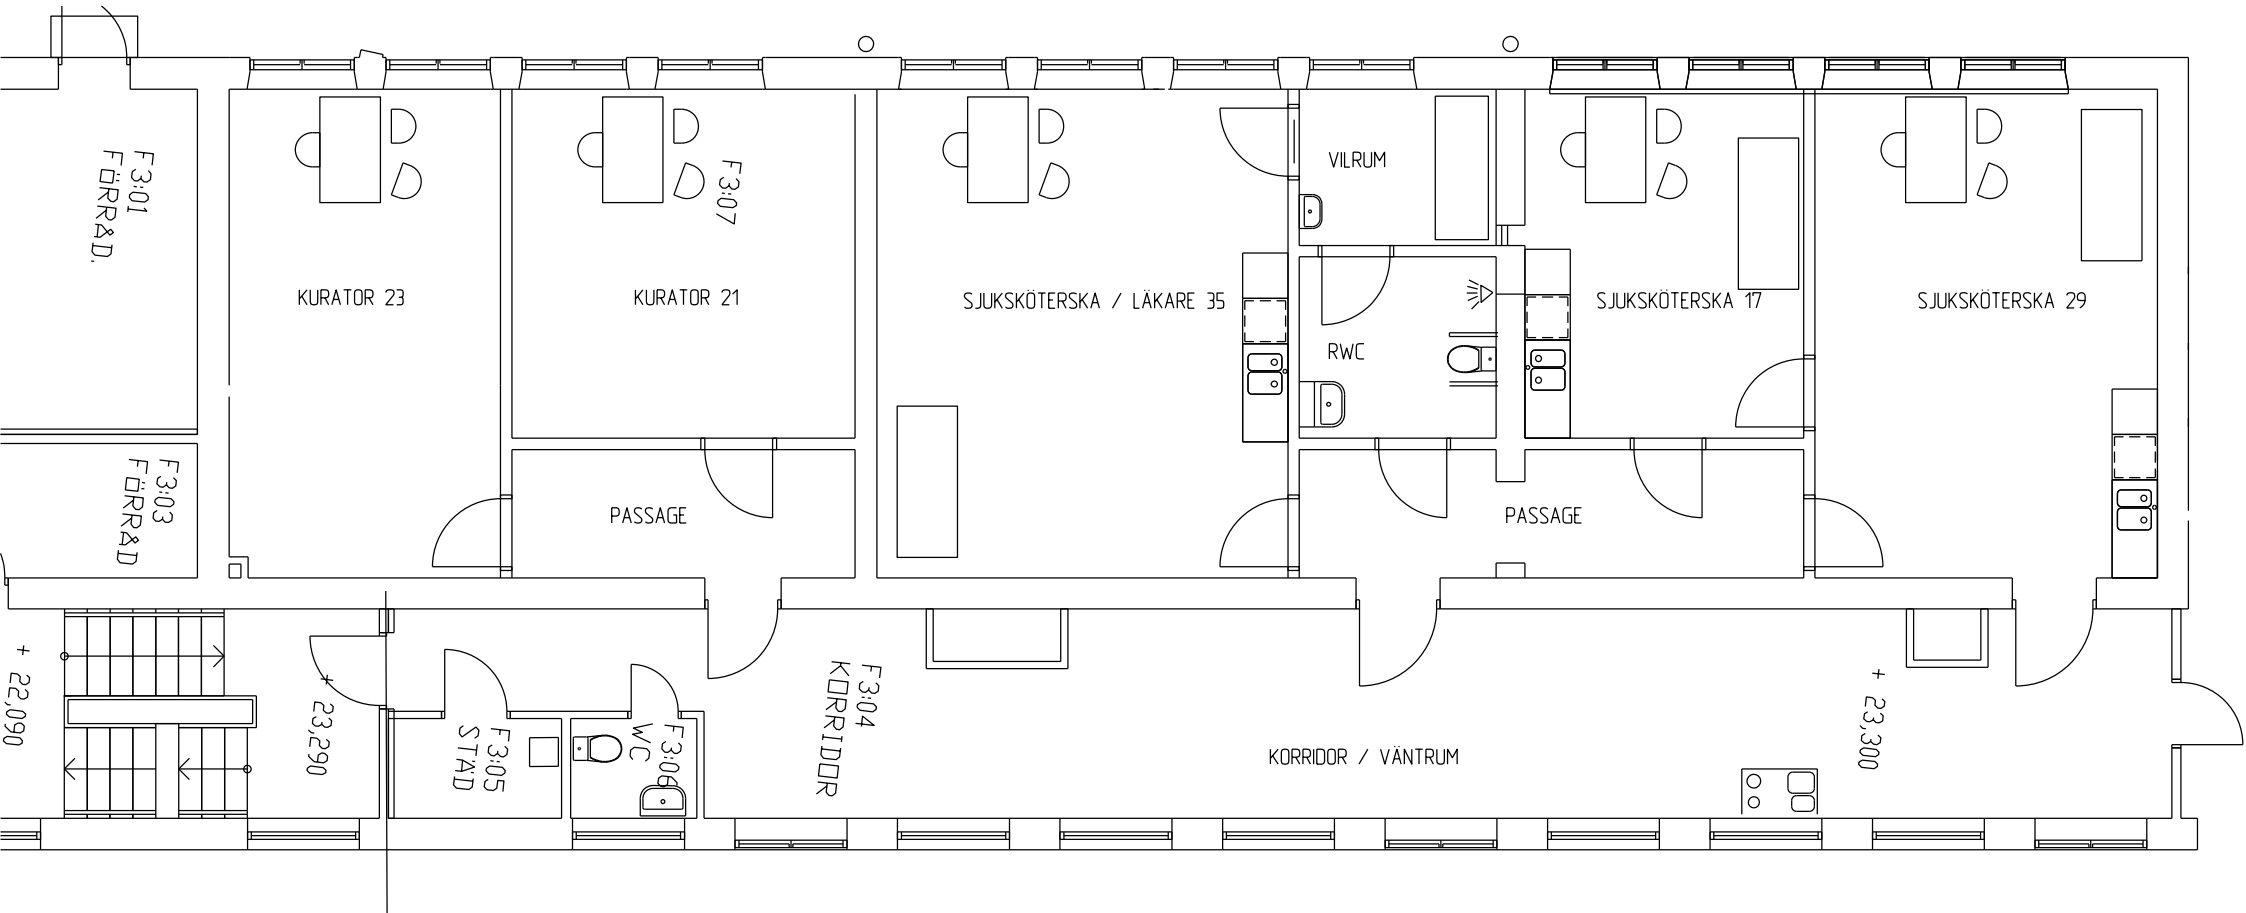 F3:01
FÖRRÅD.
F3:07
VILRUM
KURATOR 23
KURATOR 21
SJUKSKÖTERSKA / LÄKARE 35
SJUKSKÖTERSKA 17
SJUKSKÖTERSKA 29
RWC
F3:03
FÖRRÅD
PASSAGE
PASSAGE
+ 22,090
+ 23,290
F3:05
STÄD
F3:06
WC
F3:04
KORRIDOR
KORRIDOR / VÄNTRUM
+ 23,300